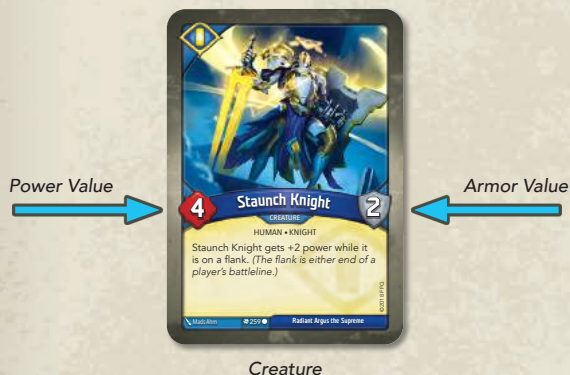 Power Value
Armor Value
4
Staunch Knight
2
CREATURE
HUMAN • KNIGHT
Staunch Knight gets +2 power while it
is on a flank. (The flank is either end of a
player's battleline.)
©2018 FFG
Mads Ahm
259
Radiant Argus the Supreme
Creature